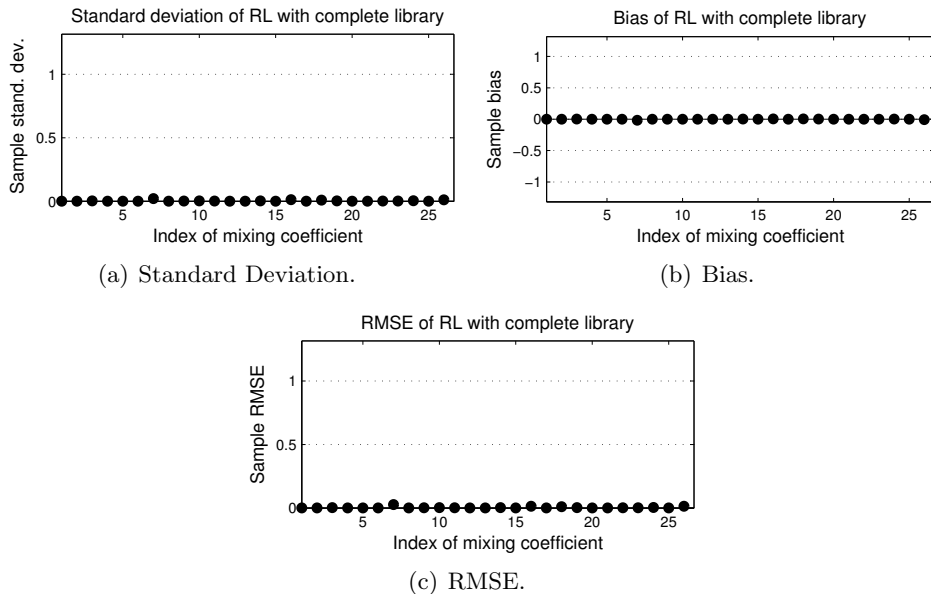 Standard deviation of RL with complete library
Sample stand. dev.
1
0.5
0
5 10 15 20 25
Index of mixing coefficient
(a) Standard Deviation.
Bias of RL with complete library
Sample bias
1
0.5
0
−0.5
−1
5 10 15 20 25
Index of mixing coefficient
(b) Bias.
RMSE of RL with complete library
Sample RMSE
1
0.5
0
5 10 15 20 25
Index of mixing coefficient
(c) RMSE.